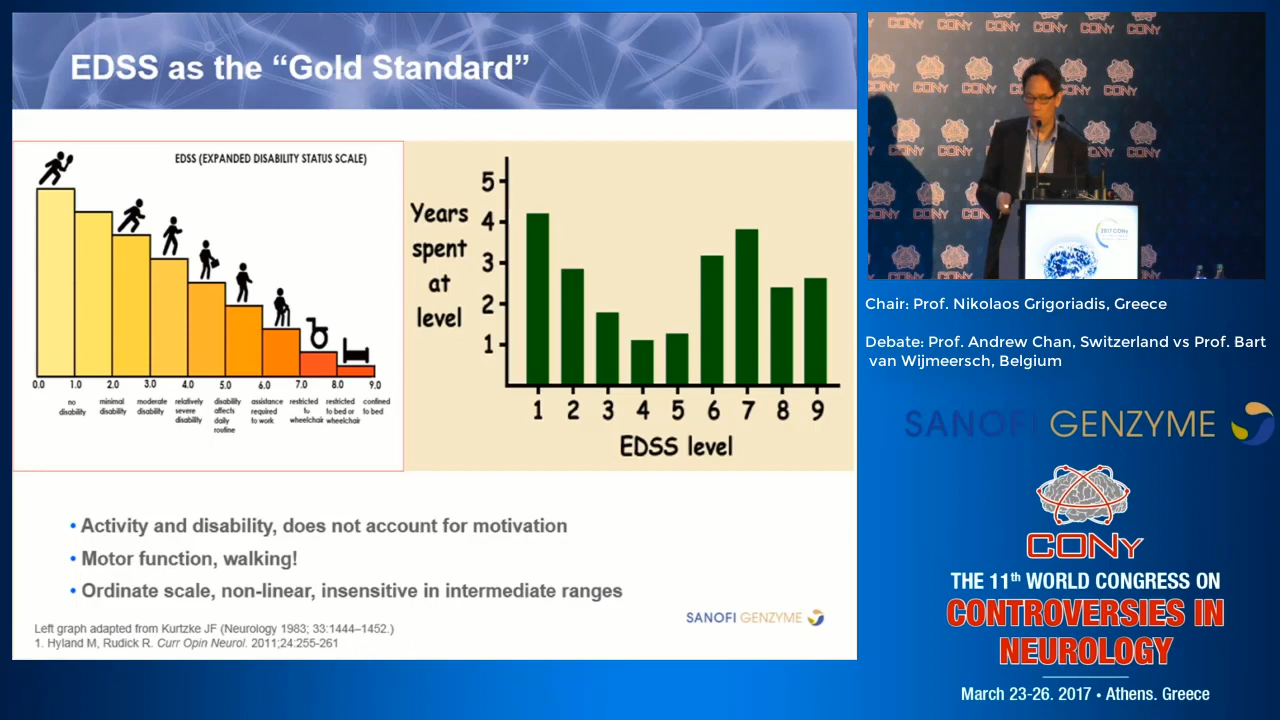 EDSS as the “Gold Standard”
EDSS (EXPANDED DISABILITY STATUS SCALE)
0.0 1.0 2.0 3.0 4.0 5.0 6.0 7.0 8.0 9.0
no disability
minimal disability
moderate disability
relatively severe disability
disability affects daily routine
assistance required to work
restricted to wheelchair
restricted to bed or wheelchair
confined to bed
Years spent at level
5
4
3
2
1
1 2 3 4 5 6 7 8 9
EDSS level
• Activity and disability, does not account for motivation
• Motor function, walking!
• Ordinate scale, non-linear, insensitive in intermediate ranges
SANOFI GENZYME
Left graph adapted from Kurtzke JF (Neurology 1983; 33:1444–1452.)
1. Hyland M, Rudick R. Curr Opin Neurol. 2011;24:255-261
CONy
2017 CONy
Chair: Prof. Nikolaos Grigoriadis, Greece
Debate: Prof. Andrew Chan, Switzerland vs Prof. Bart
van Wijmeersch, Belgium
SANOFI GENZYME
CONy
THE 11th WORLD CONGRESS ON
CONTROVERSIES IN
NEUROLOGY
March 23-26. 2017 • Athens. Greece